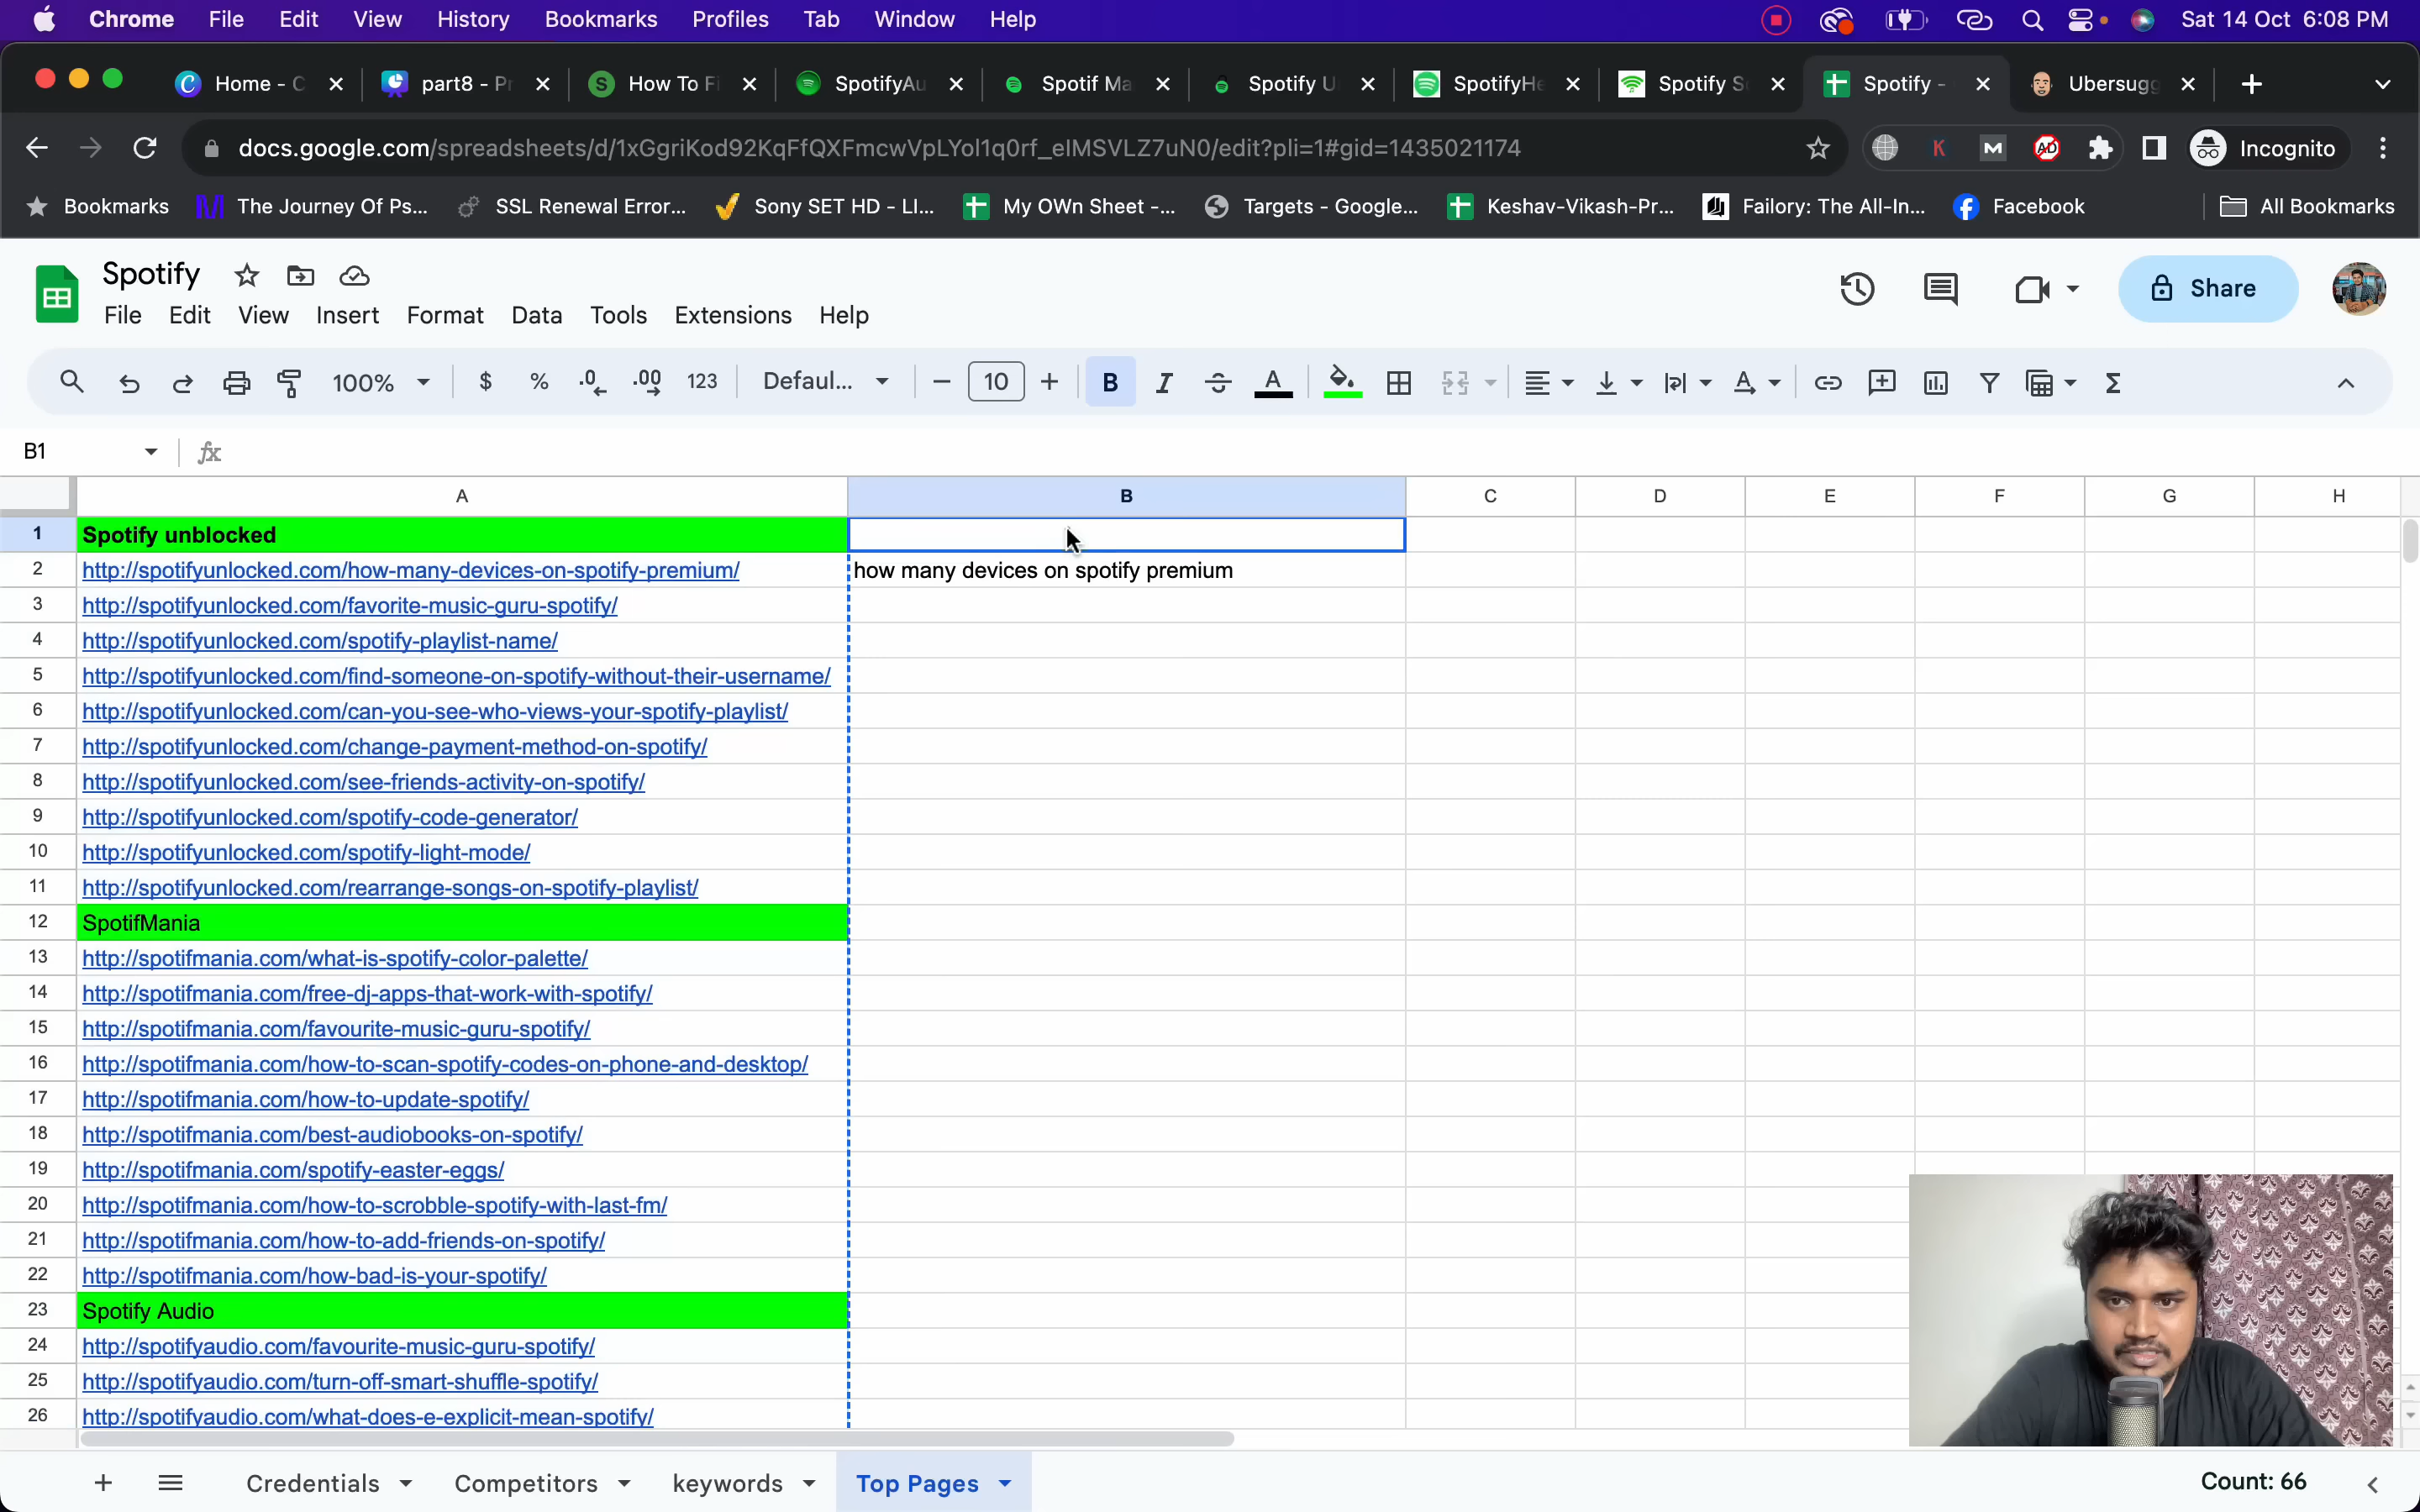 Chrome File Edit View History Bookmarks Profiles Tab Window Help Sat 14 Oct 6:08 PM
Home - C part8 - Pr How To Fi SpotifyAu Spotif Ma Spotify U SpotifyHe Spotify S Spotify - Ubersugg
docs.google.com/spreadsheets/d/1xGgriKod92KqFfQXFmcwVpLYol1q0rf_eIMSVLZ7uN0/edit?pli=1#gid=1435021174 K M AD Incognito
Bookmarks The Journey Of Ps... SSL Renewal Error... Sony SET HD - LI... My OWn Sheet -... Targets - Google... Keshav-Vikash-Pr... Failory: The All-In... Facebook All Bookmarks
Spotify
File Edit View Insert Format Data Tools Extensions Help
Share
100% $ % .0 .00 123 Defaul... 10 B I S A
B1 fx
A B C D E F G H
1 Spotify unblocked
2 http://spotifyunlocked.com/how-many-devices-on-spotify-premium/ how many devices on spotify premium
3 http://spotifyunlocked.com/favorite-music-guru-spotify/
4 http://spotifyunlocked.com/spotify-playlist-name/
5 http://spotifyunlocked.com/find-someone-on-spotify-without-their-username/
6 http://spotifyunlocked.com/can-you-see-who-views-your-spotify-playlist/
7 http://spotifyunlocked.com/change-payment-method-on-spotify/
8 http://spotifyunlocked.com/see-friends-activity-on-spotify/
9 http://spotifyunlocked.com/spotify-code-generator/
10 http://spotifyunlocked.com/spotify-light-mode/
11 http://spotifyunlocked.com/rearrange-songs-on-spotify-playlist/
12 SpotifMania
13 http://spotifmania.com/what-is-spotify-color-palette/
14 http://spotifmania.com/free-dj-apps-that-work-with-spotify/
15 http://spotifmania.com/favourite-music-guru-spotify/
16 http://spotifmania.com/how-to-scan-spotify-codes-on-phone-and-desktop/
17 http://spotifmania.com/how-to-update-spotify/
18 http://spotifmania.com/best-audiobooks-on-spotify/
19 http://spotifmania.com/spotify-easter-eggs/
20 http://spotifmania.com/how-to-scrobble-spotify-with-last-fm/
21 http://spotifmania.com/how-to-add-friends-on-spotify/
22 http://spotifmania.com/how-bad-is-your-spotify/
23 Spotify Audio
24 http://spotifyaudio.com/favourite-music-guru-spotify/
25 http://spotifyaudio.com/turn-off-smart-shuffle-spotify/
26 http://spotifyaudio.com/what-does-e-explicit-mean-spotify/
Credentials Competitors keywords Top Pages Count: 66